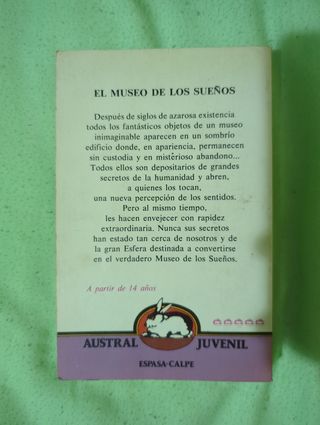 EL MUSEO DE LOS SUEÑOS
Después de siglos de azarosa existencia
todos los fantásticos objetos de un museo
inimaginable aparecen en un sombrío
edificio donde, en apariencia, permanecen
sin custodia y en misterioso abandono...
Todos ellos son depositarios de grandes
secretos de la humanidad y abren,
a quienes los tocan,
una nueva percepción de los sentidos.
Pero al mismo tiempo,
les hacen envejecer con rapidez
extraordinaria. Nunca sus secretos
han estado tan cerca de nosotros y de
la gran Esfera destinada a convertirse
en el verdadero Museo de los Sueños.
A partir de 14 años
AUSTRAL JUVENIL
ESPASA-CALPE